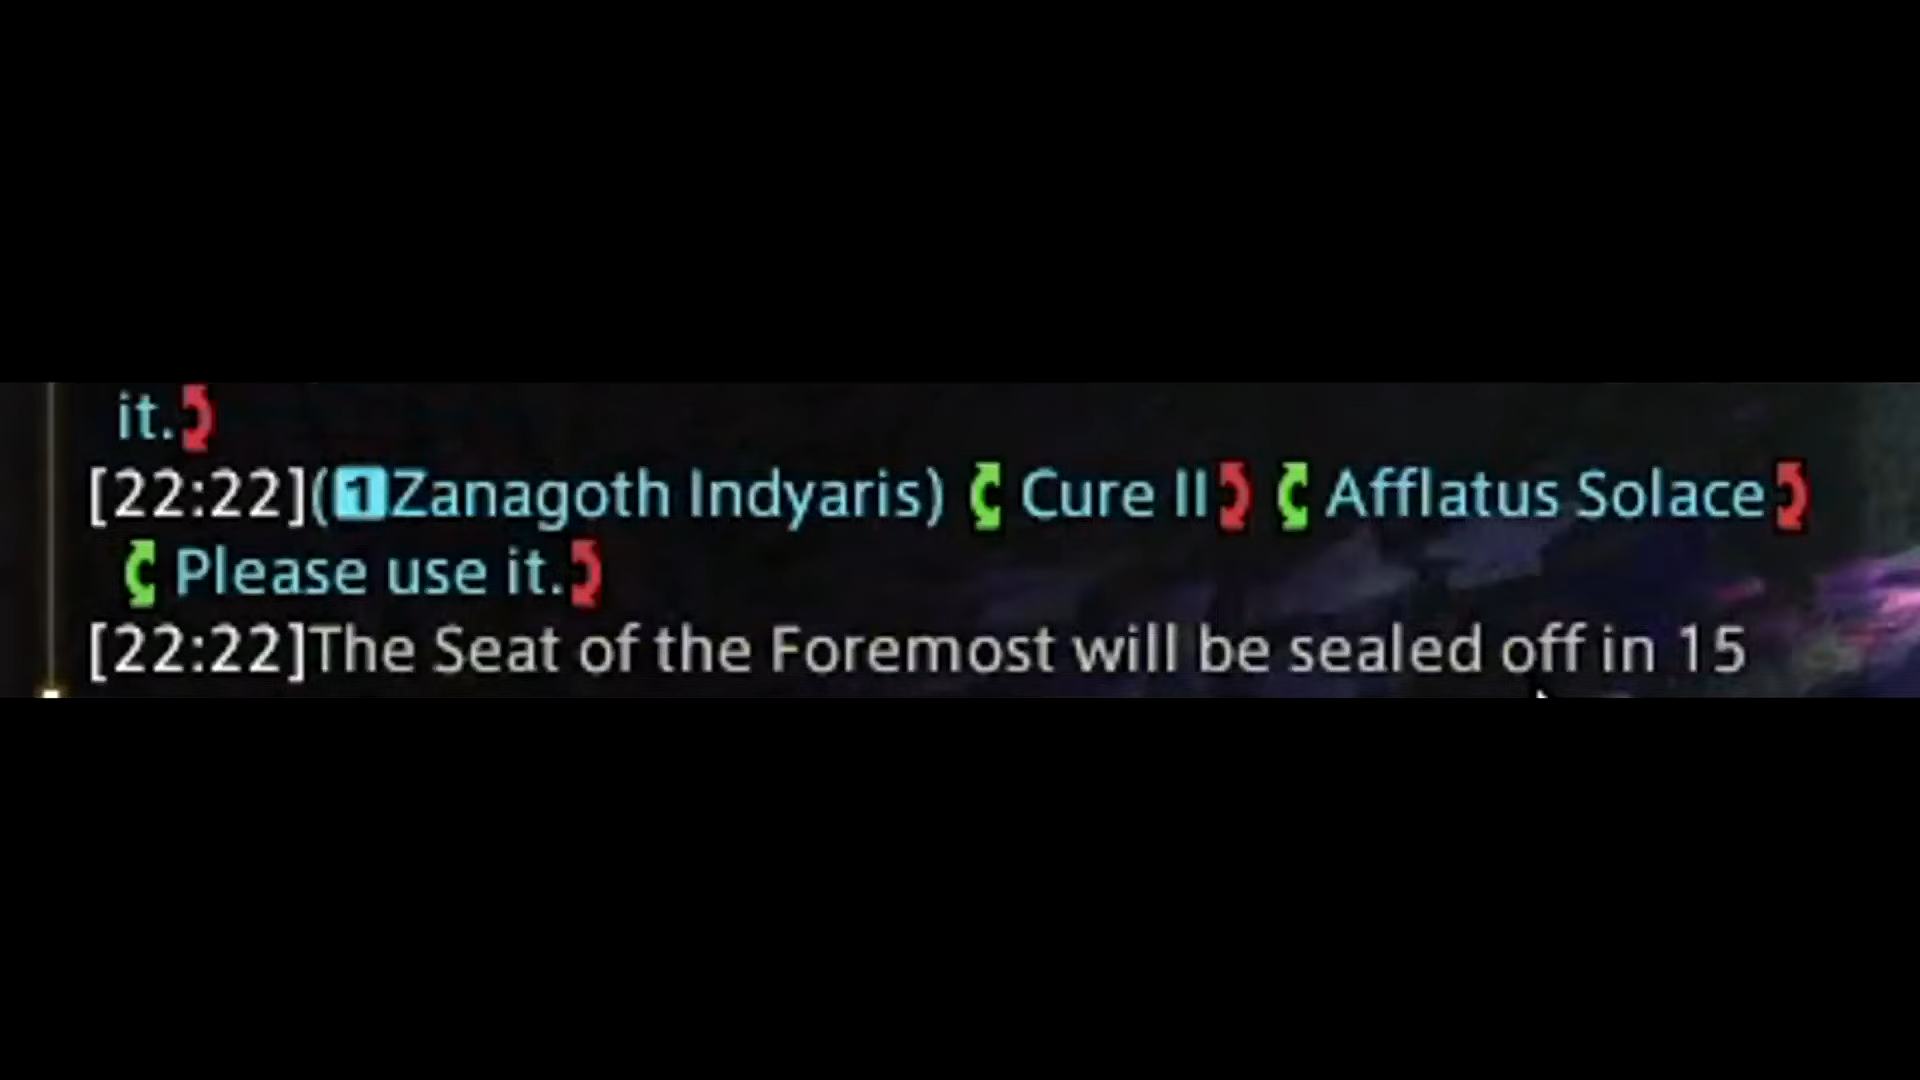 it.
[22:22](1Zanagoth Indyaris) Cure II Afflatus Solace
Please use it.
[22:22]The Seat of the Foremost will be sealed off in 15